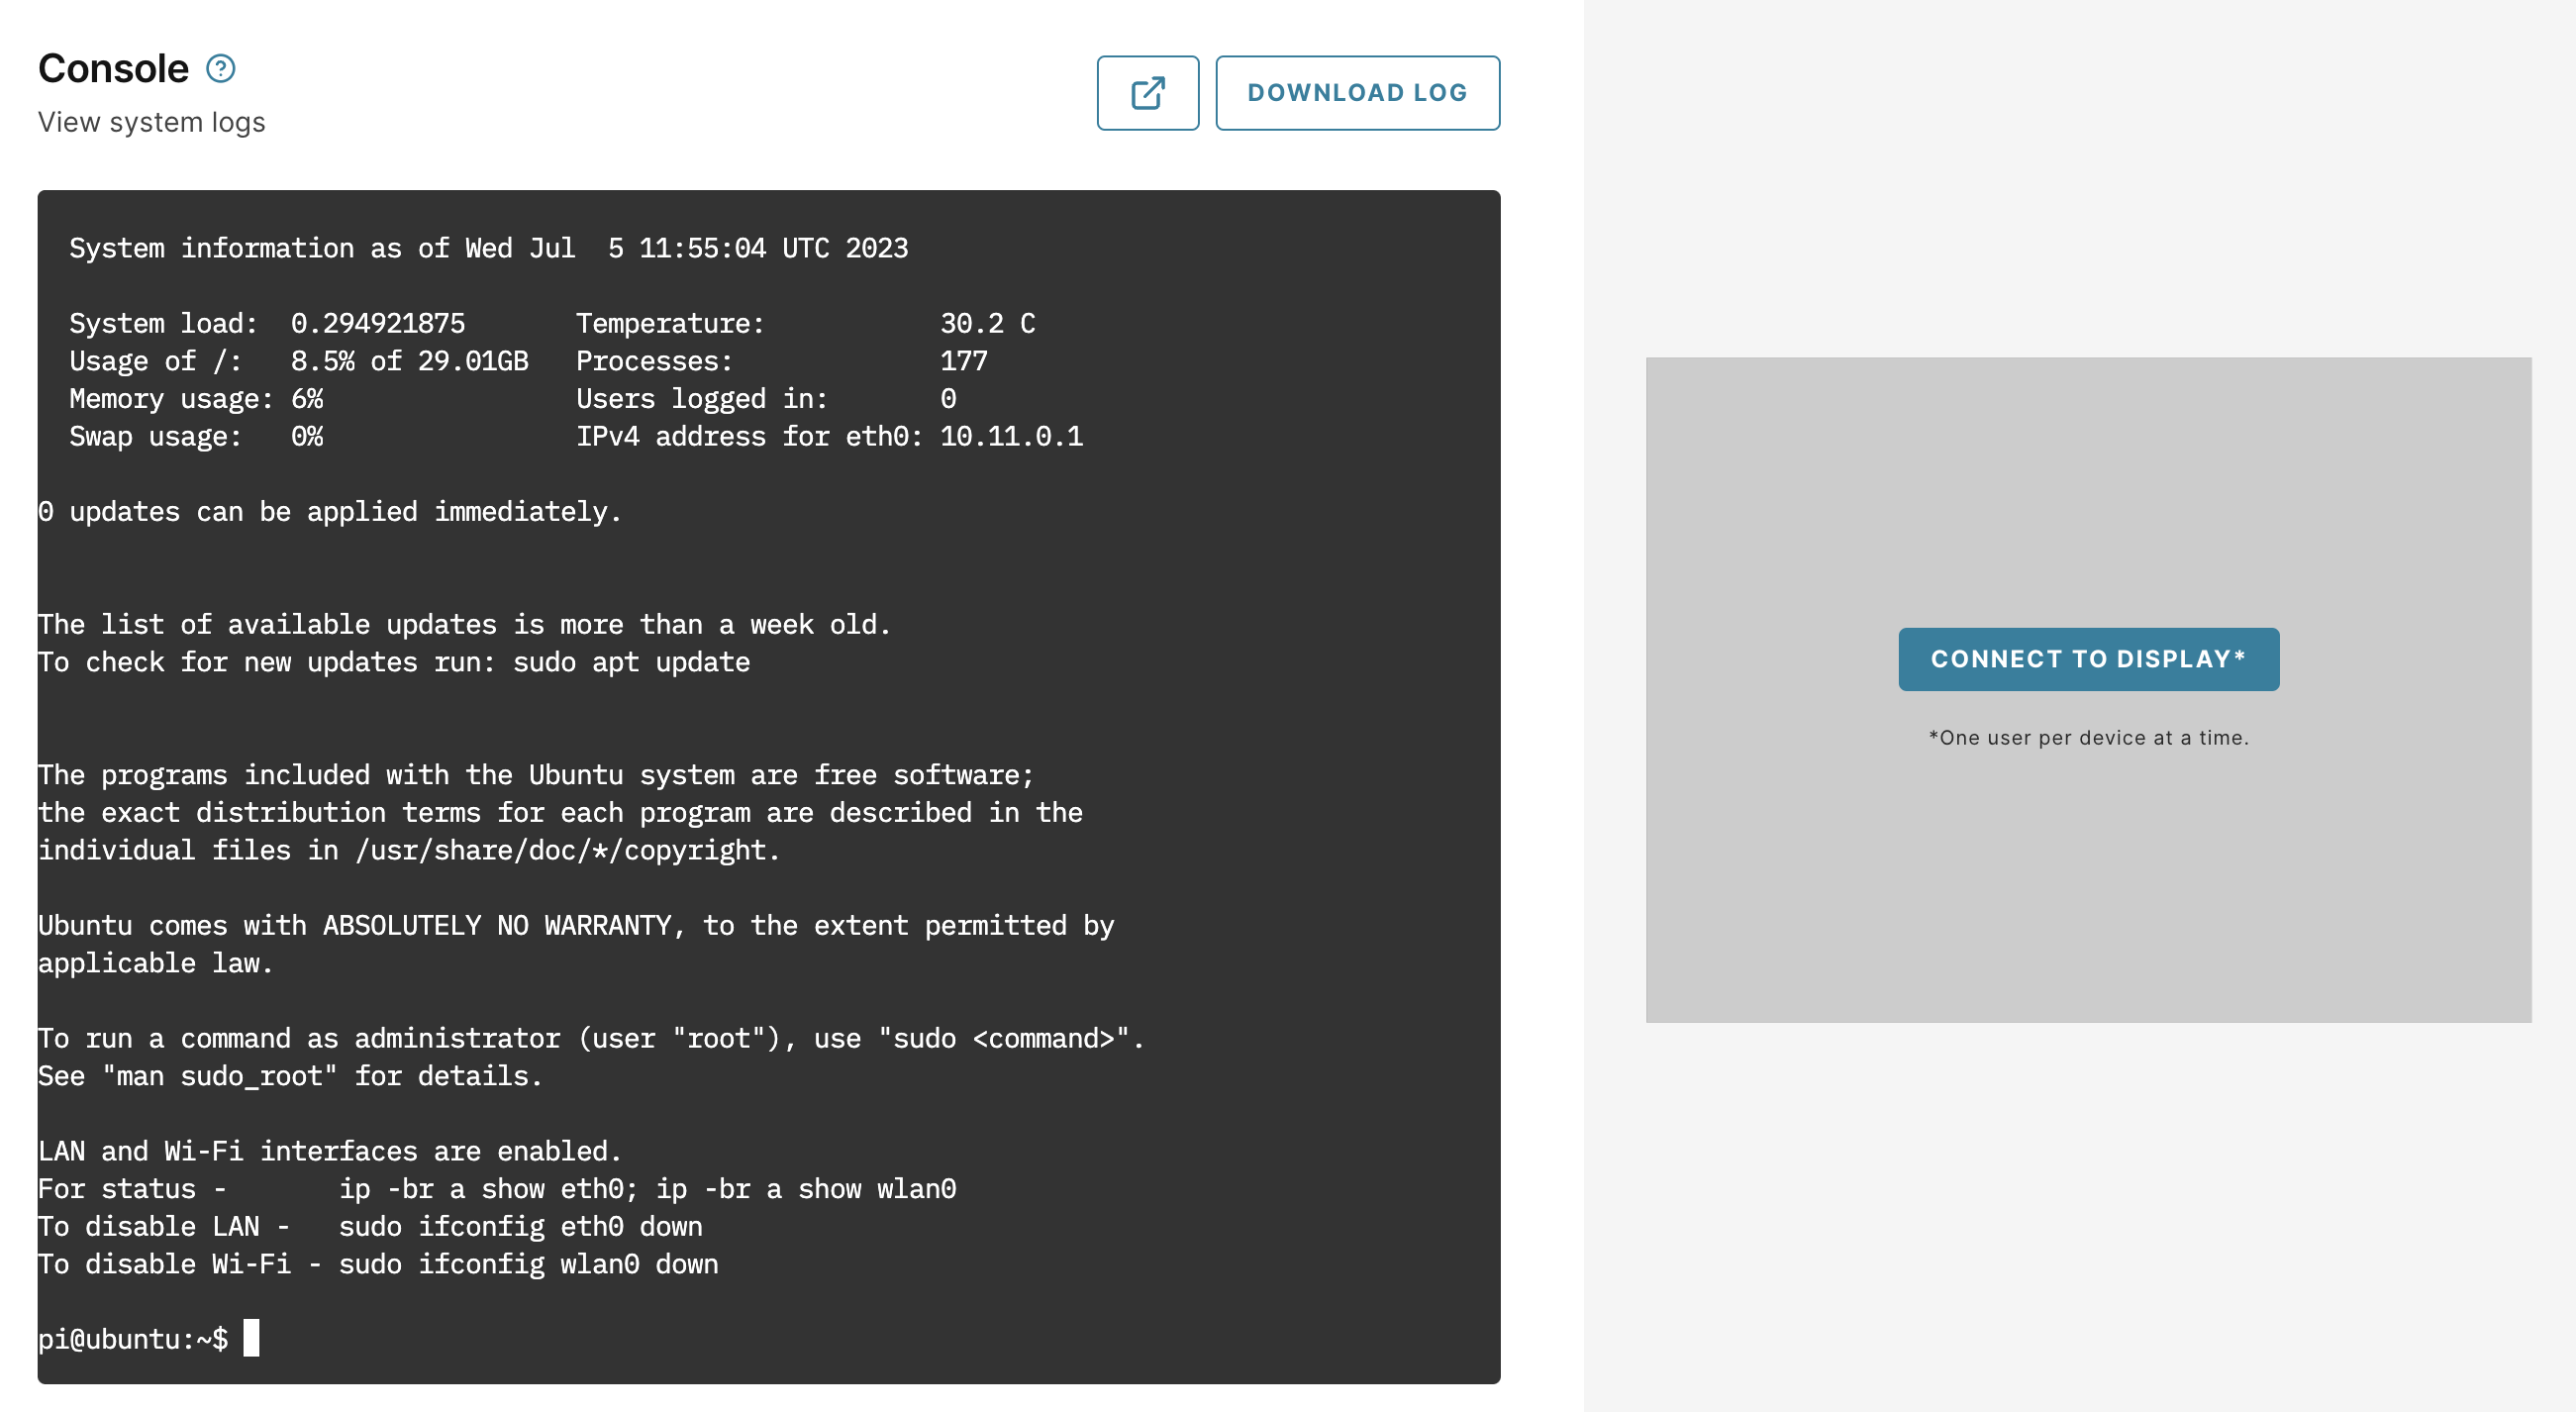 Console ?
View system logs
DOWNLOAD LOG
System information as of Wed Jul  5 11:55:04 UTC 2023
System load:  0.294921875       Temperature:           30.2 C
Usage of /:   8.5% of 29.01GB   Processes:             177
Memory usage: 6%                Users logged in:       0
Swap usage:   0%                IPv4 address for eth0: 10.11.0.1
0 updates can be applied immediately.
The list of available updates is more than a week old.
To check for new updates run: sudo apt update
The programs included with the Ubuntu system are free software;
the exact distribution terms for each program are described in the
individual files in /usr/share/doc/*/copyright.
Ubuntu comes with ABSOLUTELY NO WARRANTY, to the extent permitted by
applicable law.
To run a command as administrator (user "root"), use "sudo <command>".
See "man sudo_root" for details.
LAN and Wi-Fi interfaces are enabled.
For status -       ip -br a show eth0; ip -br a show wlan0
To disable LAN -   sudo ifconfig eth0 down
To disable Wi-Fi - sudo ifconfig wlan0 down
pi@ubuntu:~$
CONNECT TO DISPLAY*
*One user per device at a time.